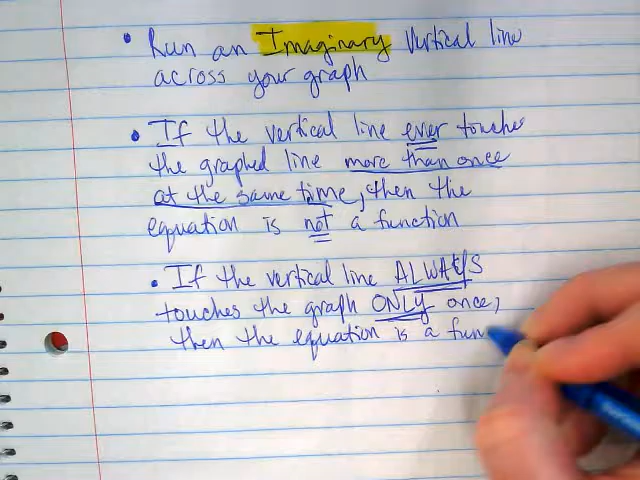 • Run an Imaginary Vertical line
across your graph
• If the vertical line ever touches
the graphed line more than once
at the same time, then the
equation is not a function
• If the vertical line ALWAYS
touches the graph ONLY once,
then the equation is a fun